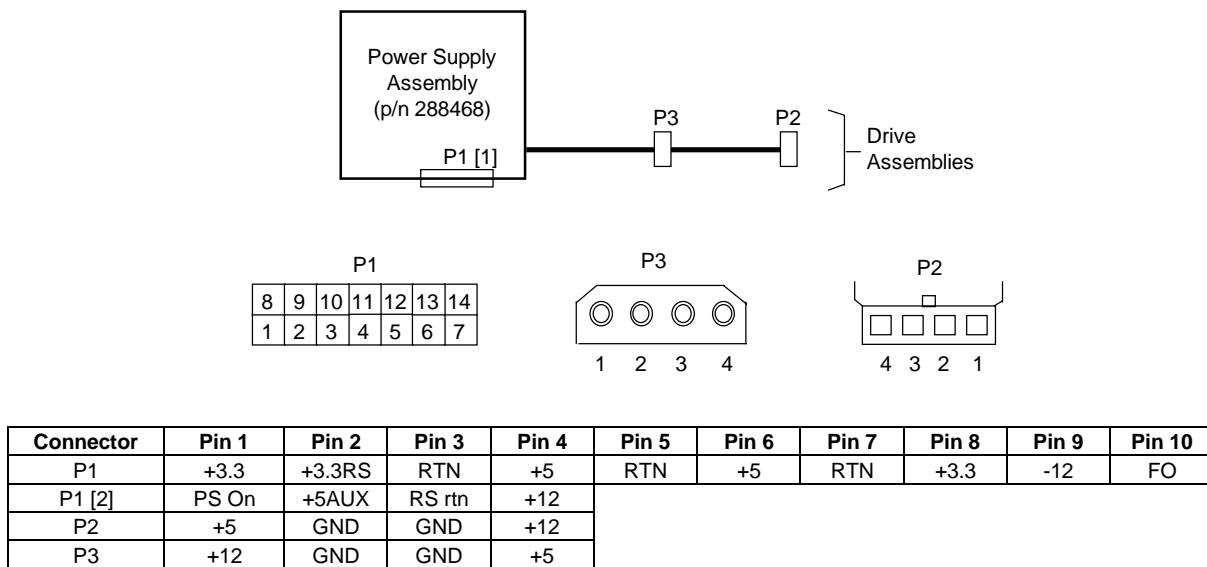 Power Supply
Assembly
(p/n 288468)
P1 [1]
P3
P2
Drive
Assemblies
P1
8 9 10 11 12 13 14
1 2 3 4 5 6 7
P3
1 2 3 4
P2
4 3 2 1
Connector Pin 1 Pin 2 Pin 3 Pin 4 Pin 5 Pin 6 Pin 7 Pin 8 Pin 9 Pin 10
P1 +3.3 +3.3RS RTN +5 RTN +5 RTN +3.3 -12 FO
P1 [2] PS On +5AUX RS rtn +12
P2 +5 GND GND +12
P3 +12 GND GND +5